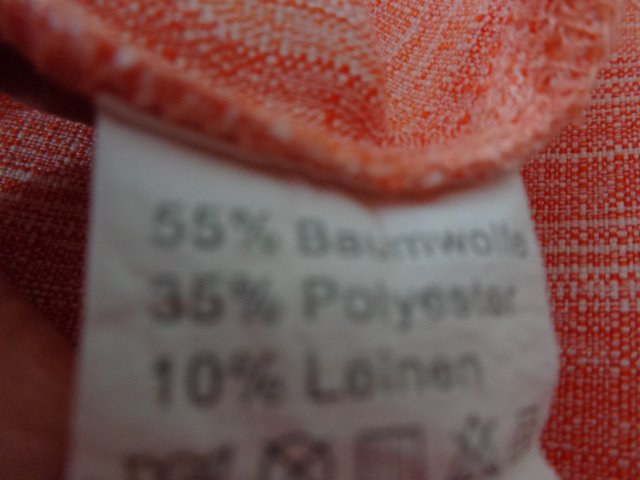 55% Baumwolle
35% Polyester
10% Leinen